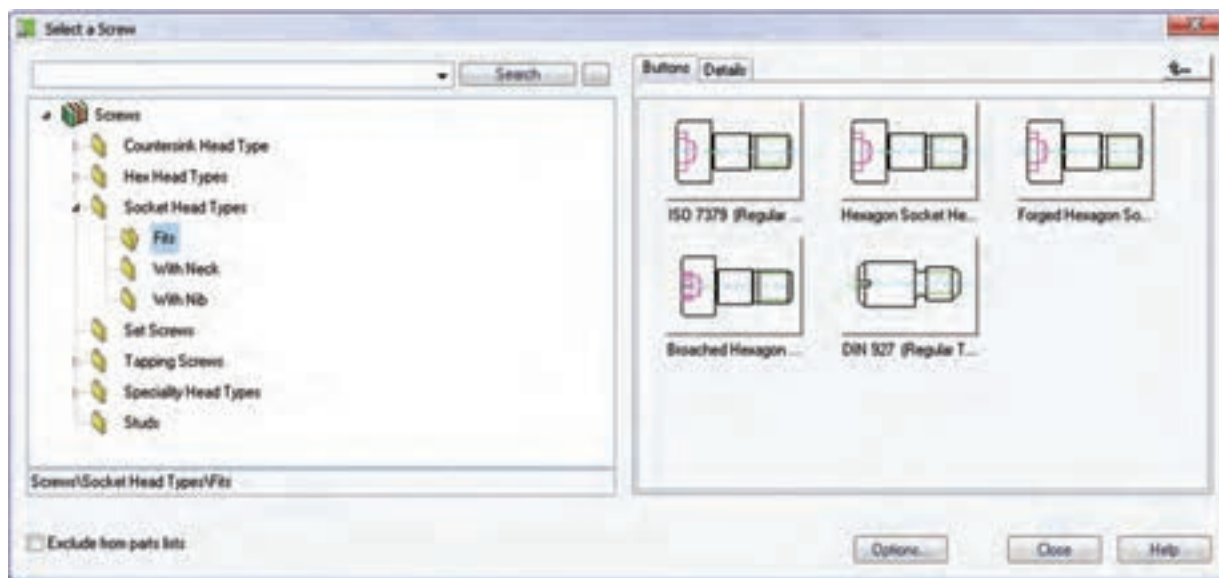 Select a Screw
Search
...
Screws
Countersink Head Type
Hex Head Types
Socket Head Types
Fits
With Neck
With Nib
Set Screws
Tapping Screws
Speciality Head Types
Studs
Screws\Socket Head Types\Fits
Exclude from parts lists
Buttons Details
ISO 7379 (Regular ... Hexagon Socket He... Forged Hexagon So...
Broached Hexagon ... DIN 927 (Regular T...
Options... Close Help